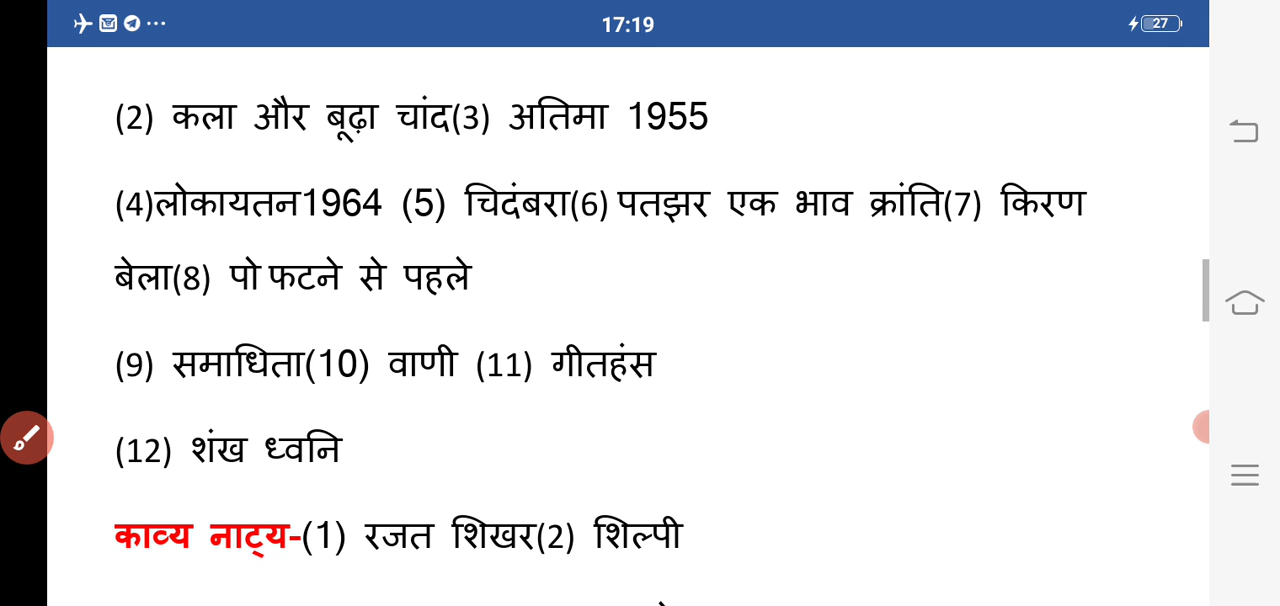 17:19
27
(2) कला और बूढ़ा चांद(3) अतिमा 1955
(4)लोकायतन1964 (5) चिदंबरा(6) पतझर एक भाव क्रांति(7) किरण
बेला(8) पो फटने से पहले
(9) समाधिता(10) वाणी (11) गीतहंस
(12) शंख ध्वनि
काव्य नाट्य-(1) रजत शिखर(2) शिल्पी